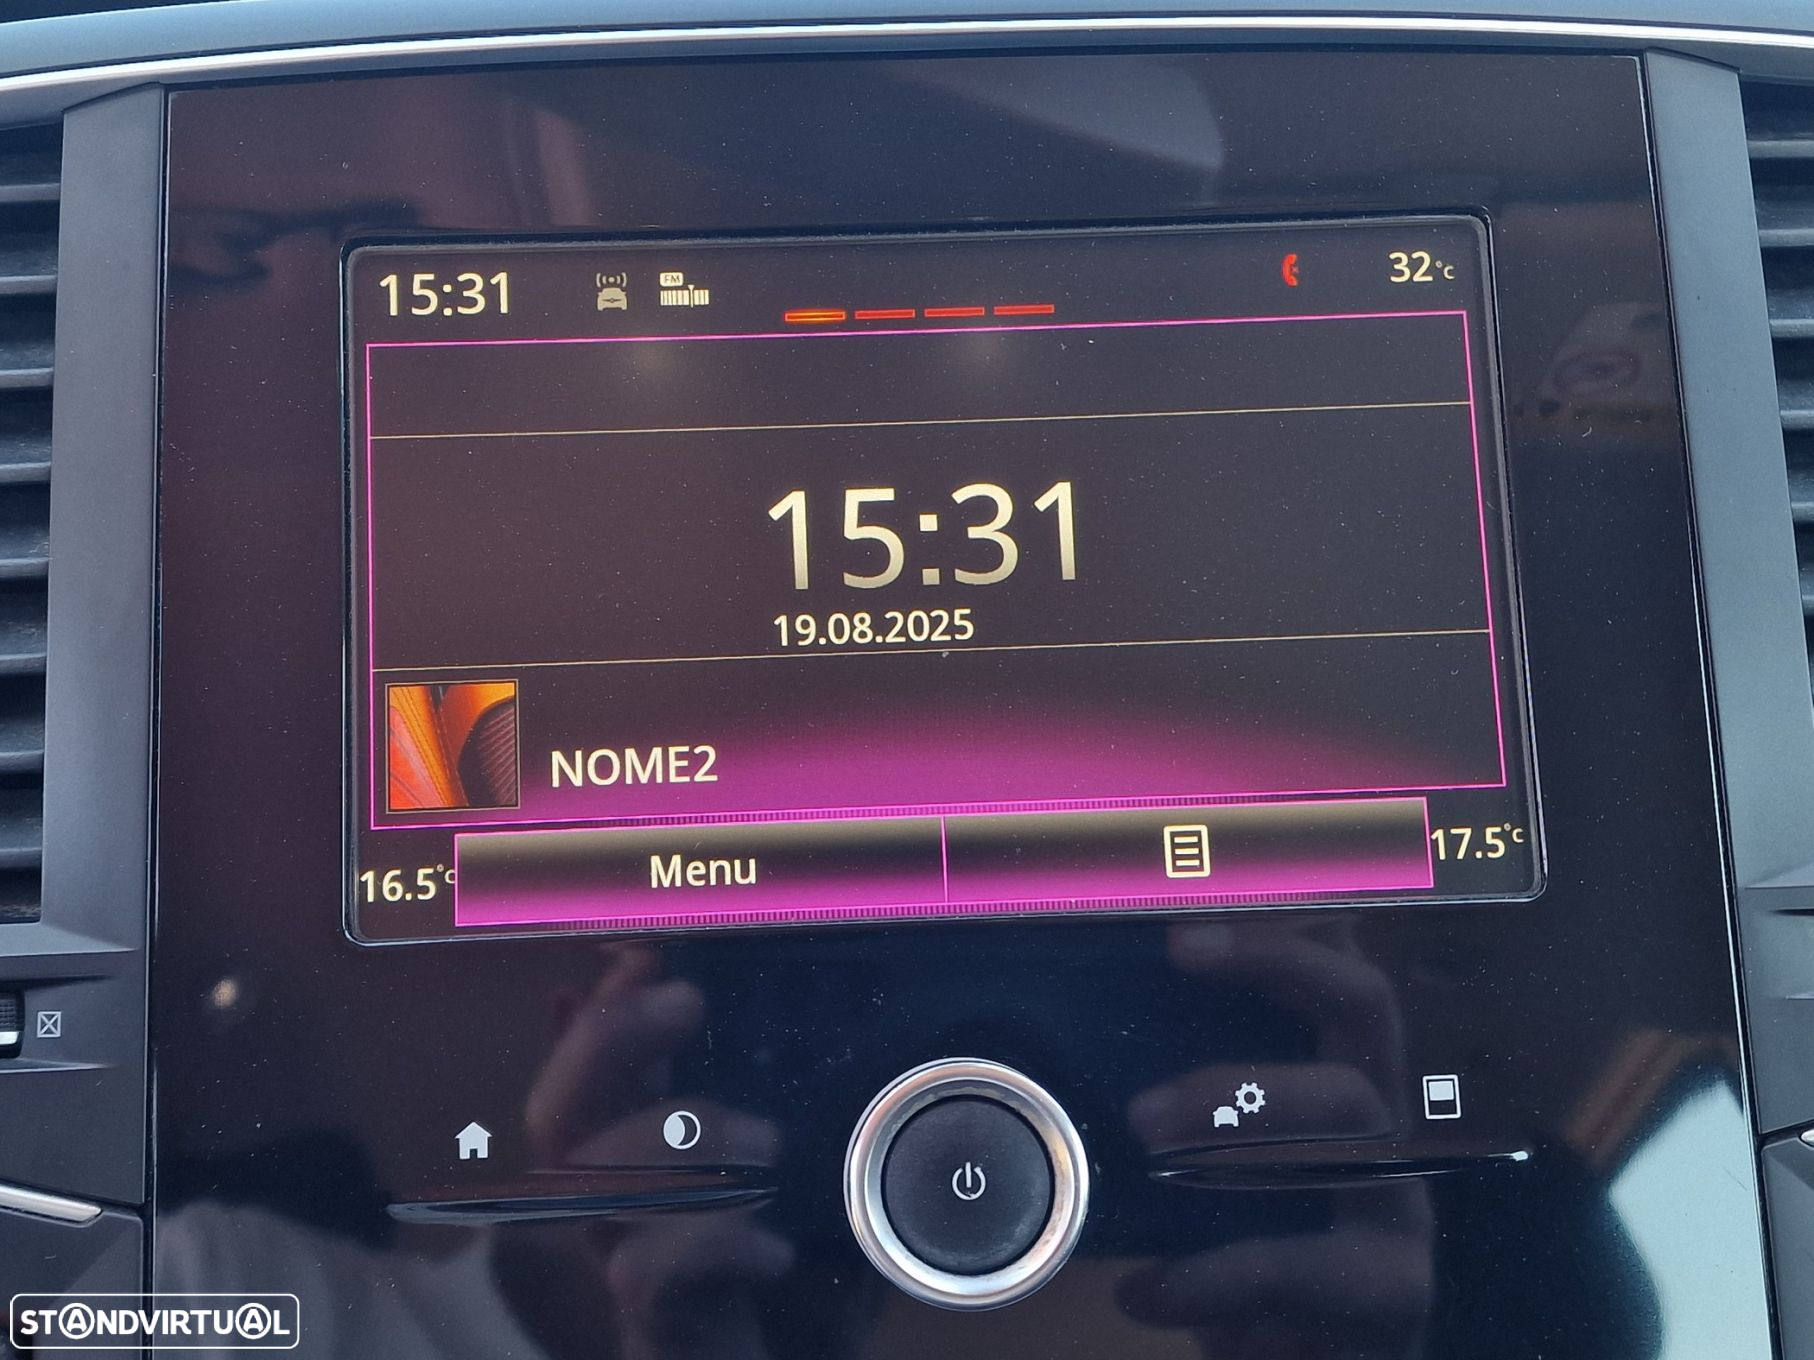 15:31
FM
32°C
15:31
19.08.2025
NOME2
16.5°C
Menu
17.5°C
STANDVIRTUAL